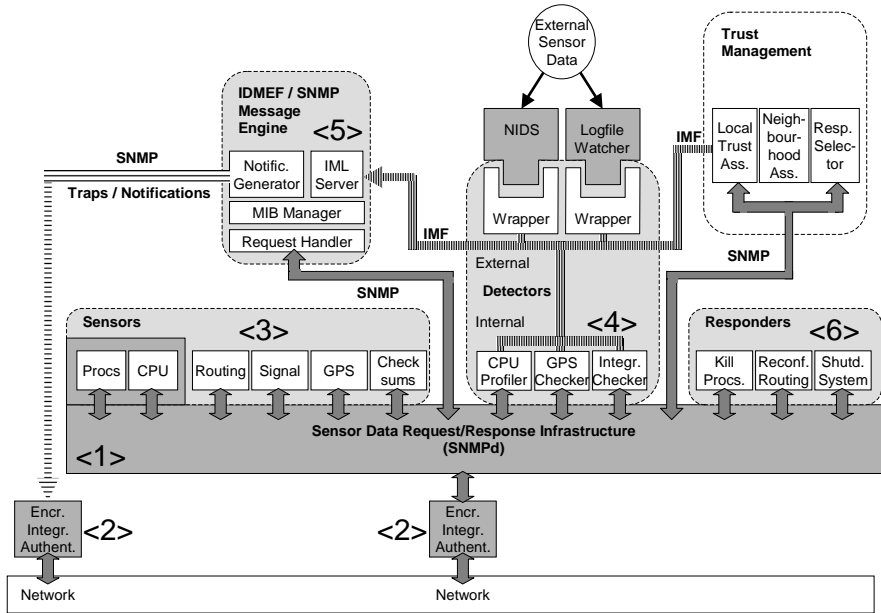 External
Sensor
Data
Trust
Management
IDMEF / SNMP
Message
Engine
<5>
NIDS
Logfile
Watcher
IMF
Local
Trust
Ass.
Neigh-
bour-
hood
Ass.
Resp.
Selec-
tor
SNMP
Traps / Notifications
Notific.
Generator
IML
Server
MIB Manager
Request Handler
Wrapper
Wrapper
IMF
External
SNMP
SNMP
Detectors
Internal
<4>
Sensors
<3>
Responders
<6>
Procs
CPU
Routing
Signal
GPS
Check
sums
CPU
Profiler
GPS
Checker
Integr.
Checker
Kill
Procs.
Reconf.
Routing
Shutd.
System
Sensor Data Request/Response Infrastructure
(SNMPd)
<1>
Encr.
Integr.
Authent.
<2>
<2>
Encr.
Integr.
Authent.
Network
Network